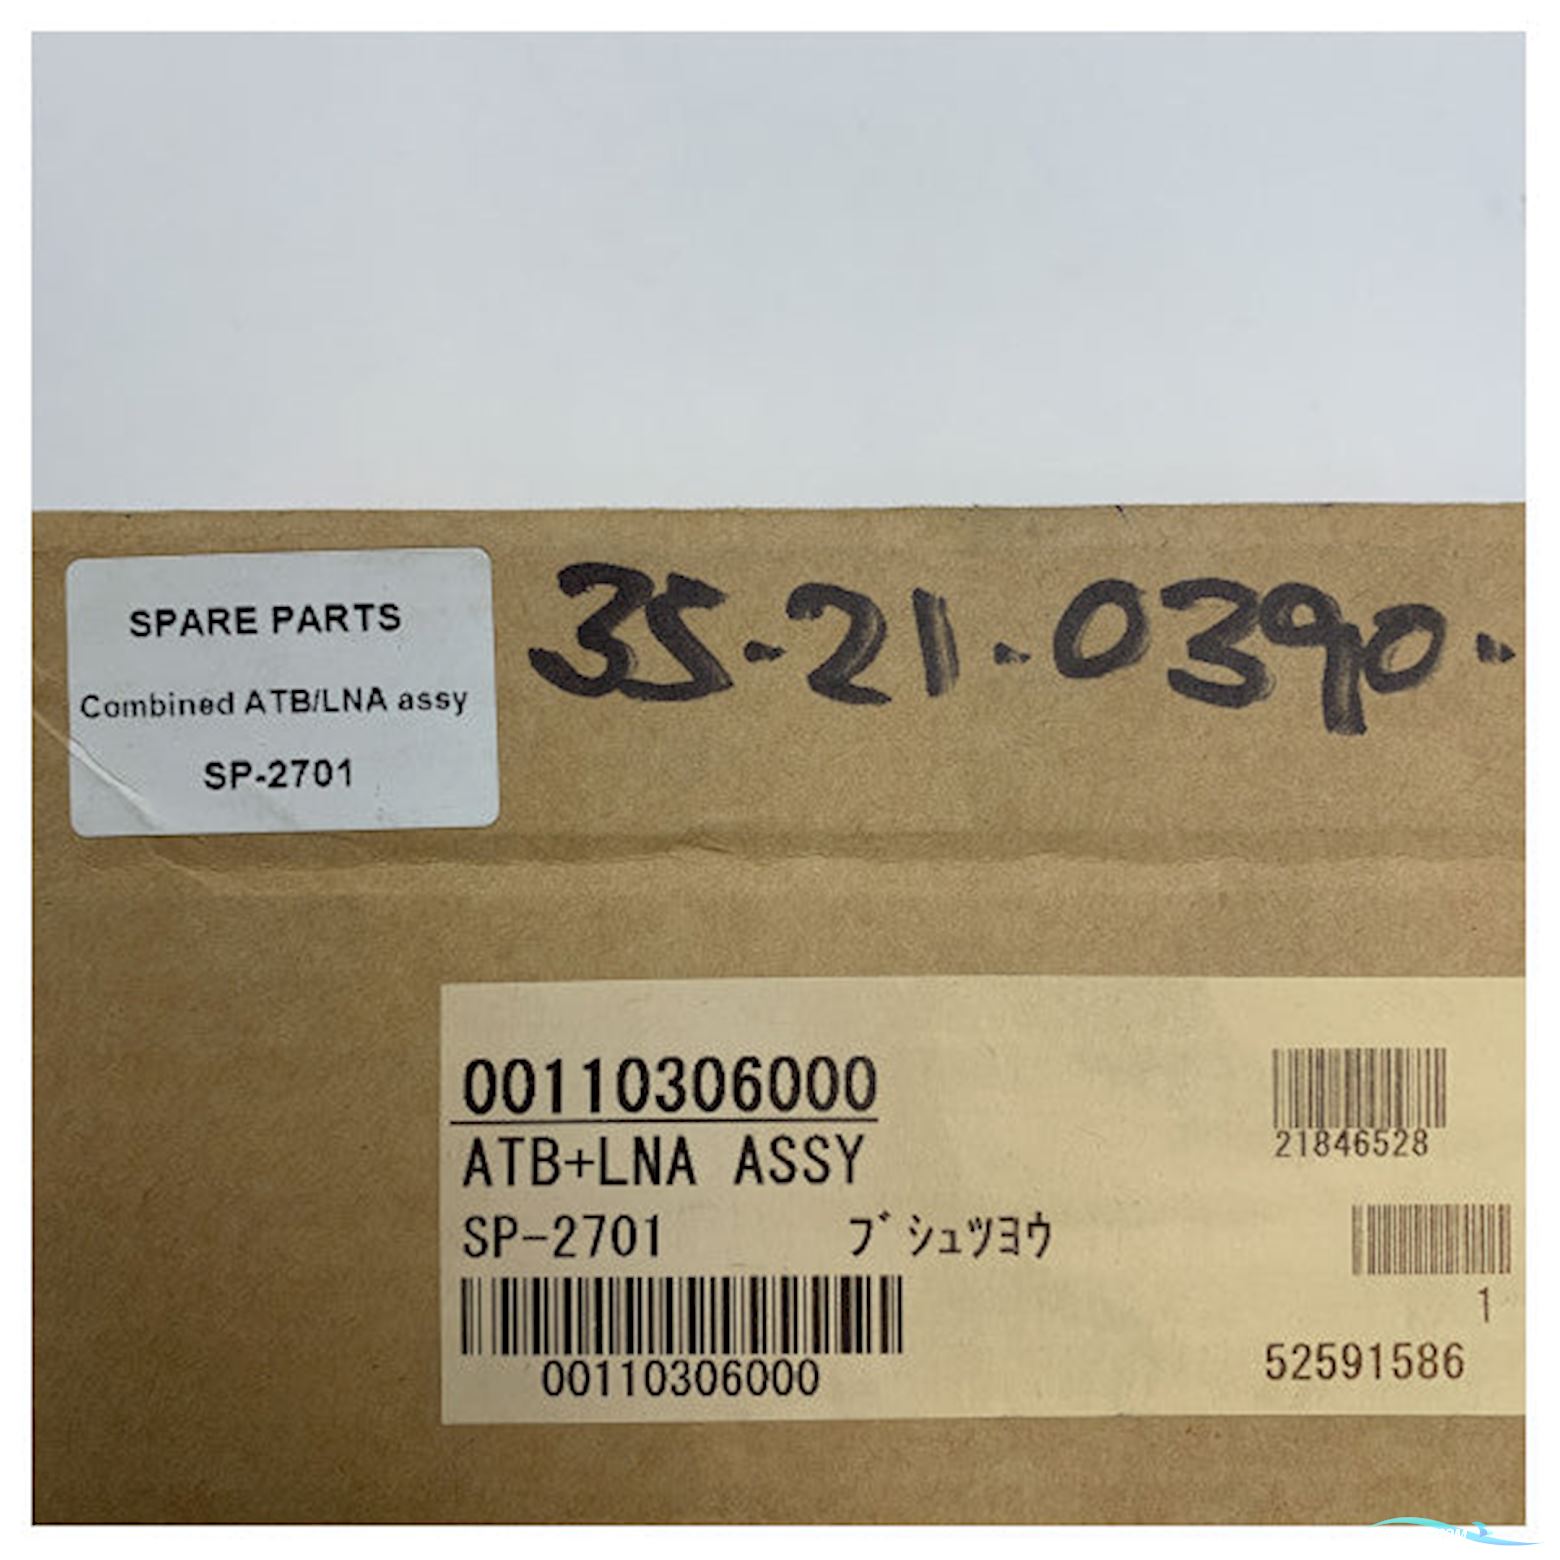 SPARE PARTS
Combined ATB/LNA assy
SP-2701
35-21-0390-
00110306000
ATB+LNA ASSY
SP-2701 ﾌﾞｼｭﾂﾖｳ
00110306000
21846528
1
52591586